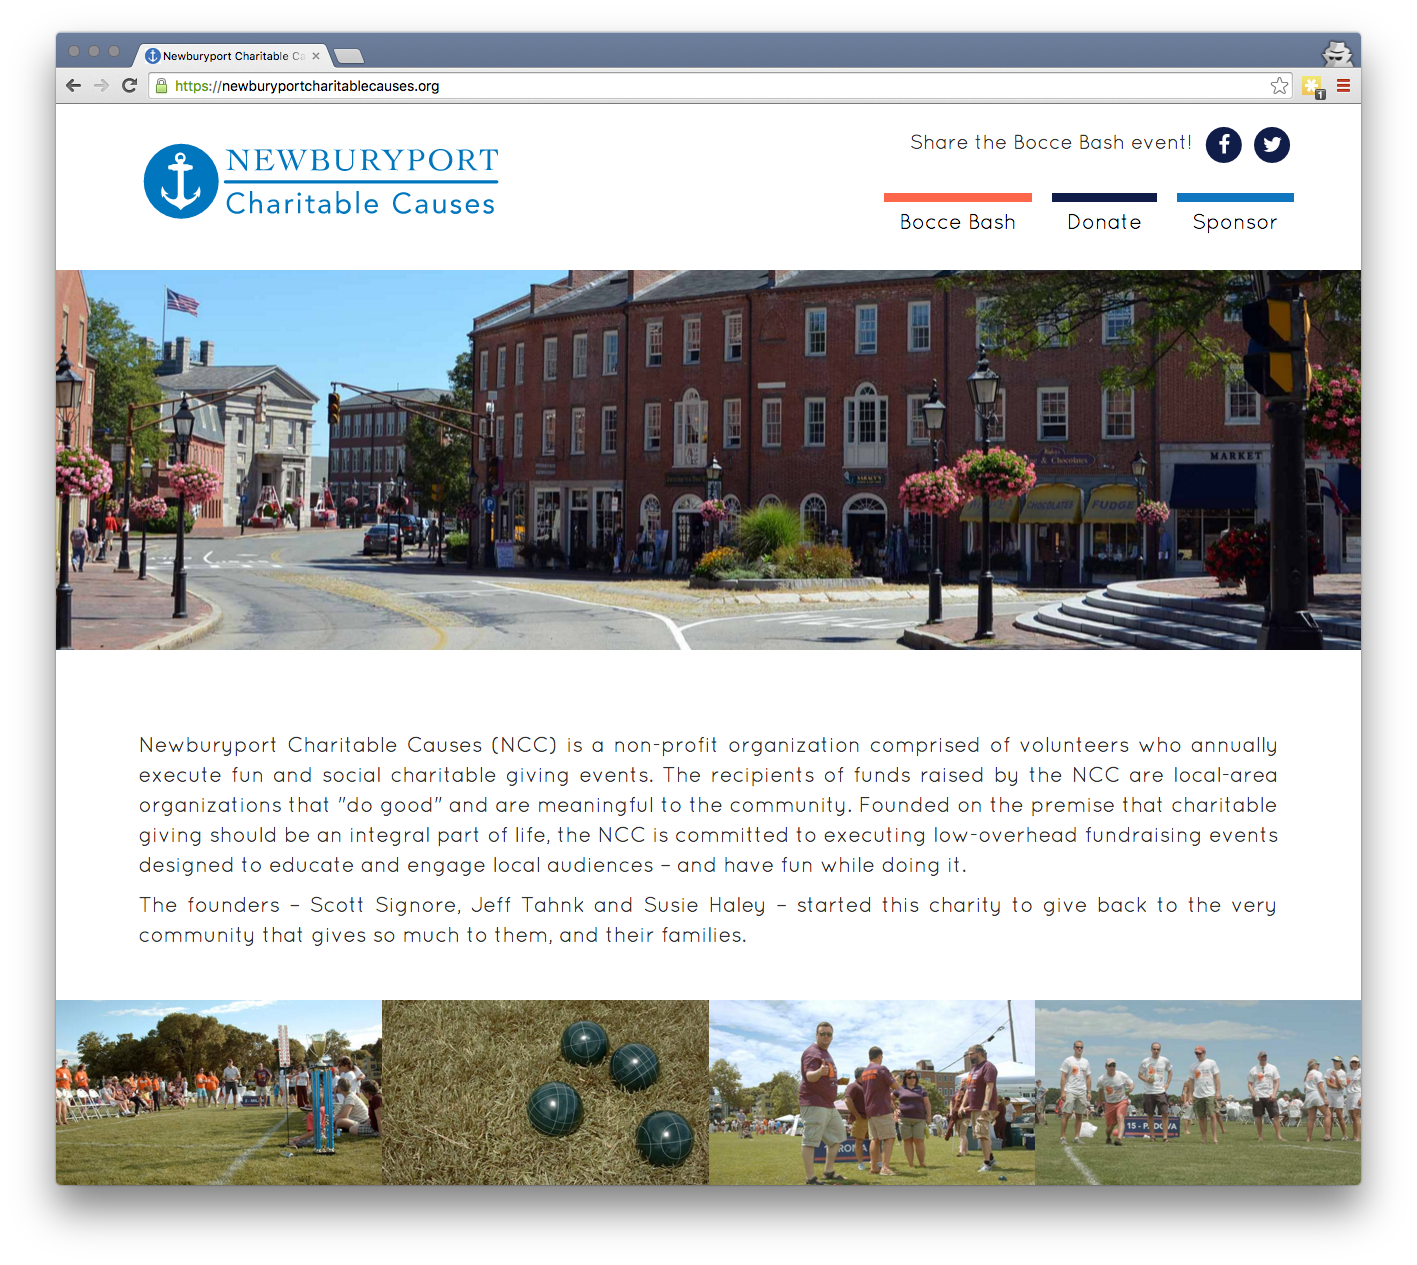 Newburyport Charitable Ca
https://newburyportcharitablecauses.org
1
Share the Bocce Bash event!
NEWBURYPORT
Charitable Causes
Bocce Bash
Donate
Sponsor
MARKET
& Chocolates
CHOCOLATES
FUDGE
Newburyport Charitable Causes (NCC) is a non-profit organization comprised of volunteers who annually
execute fun and social charitable giving events. The recipients of funds raised by the NCC are local-area
organizations that "do good" and are meaningful to the community. Founded on the premise that charitable
giving should be an integral part of life, the NCC is committed to executing low-overhead fundraising events
designed to educate and engage local audiences – and have fun while doing it.
The founders – Scott Signore, Jeff Tahnk and Susie Haley – started this charity to give back to the very
community that gives so much to them, and their families.
15 - PADOVA